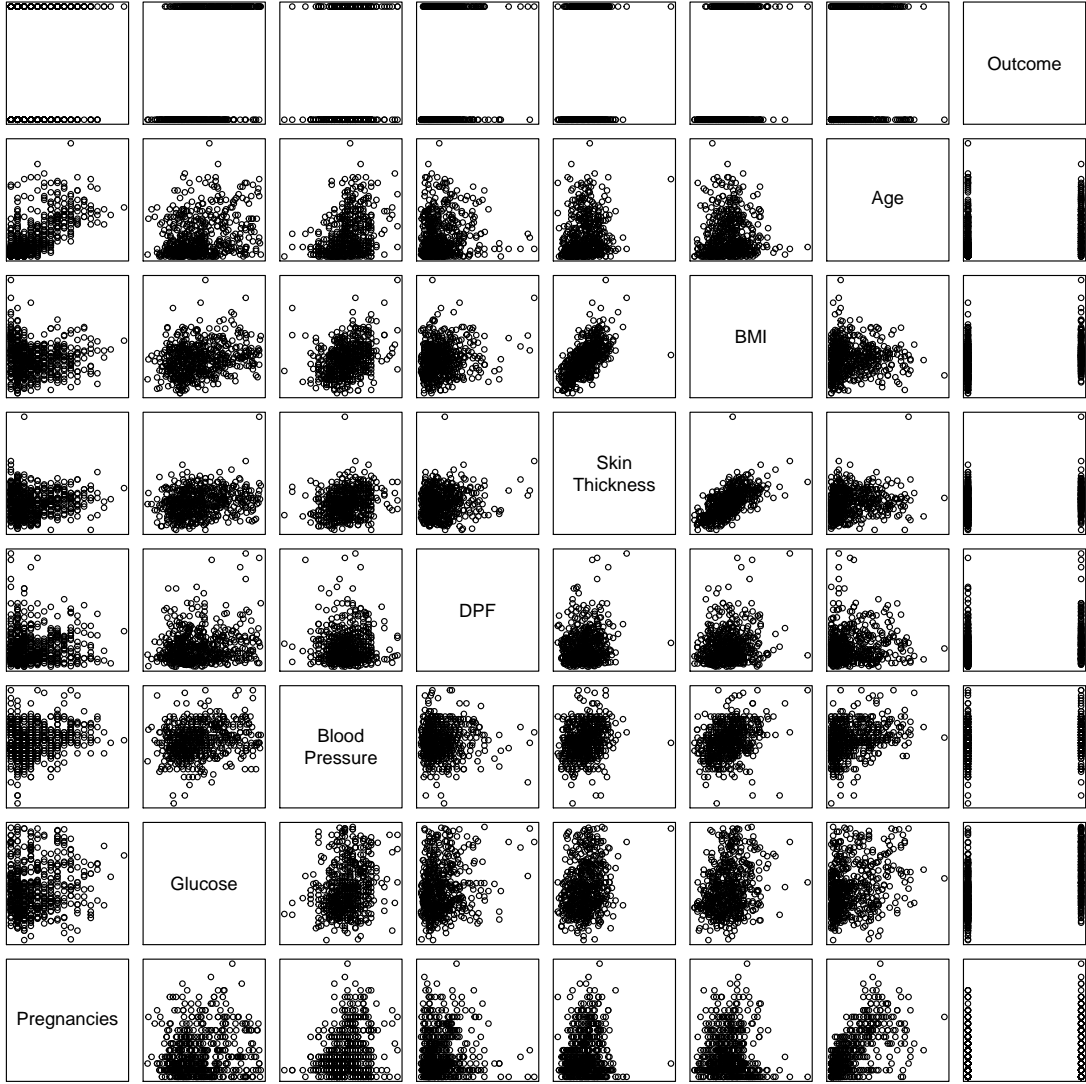 Outcome
Age
BMI
Skin
Thickness
DPF
Blood
Pressure
Glucose
Pregnancies